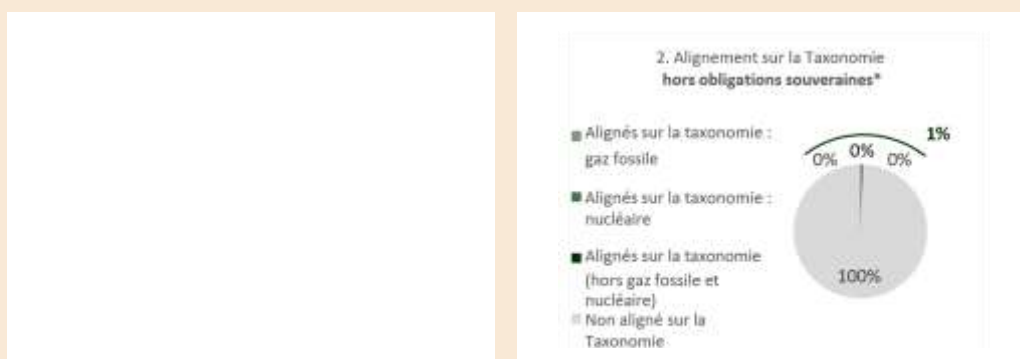 2. Alignement sur la Taxonomie
hors obligations souveraines*
Alignés sur la taxonomie :
gaz fossile
Alignés sur la taxonomie :
nucléaire
Alignés sur la taxonomie
(hors gaz fossile et
nucléaire)
Non aligné sur la
Taxonomie
1%
0% 0% 0%
100%